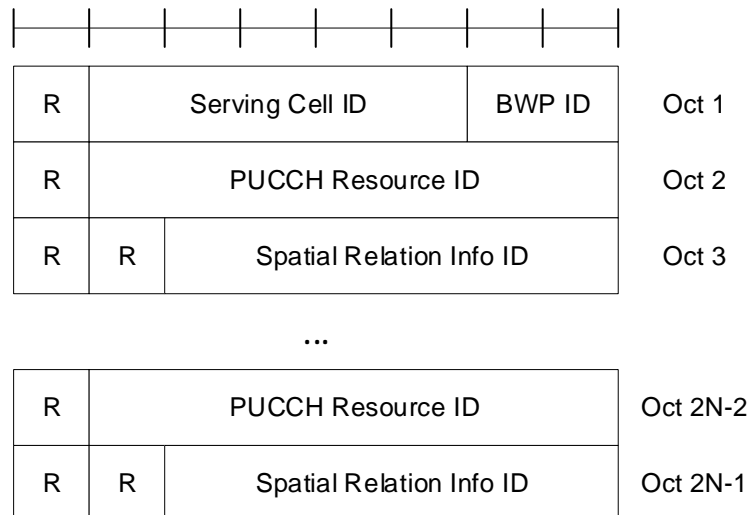 R Serving Cell ID BWP ID Oct 1
R PUCCH Resource ID Oct 2
R R Spatial Relation Info ID Oct 3
...
R PUCCH Resource ID Oct 2N-2
R R Spatial Relation Info ID Oct 2N-1